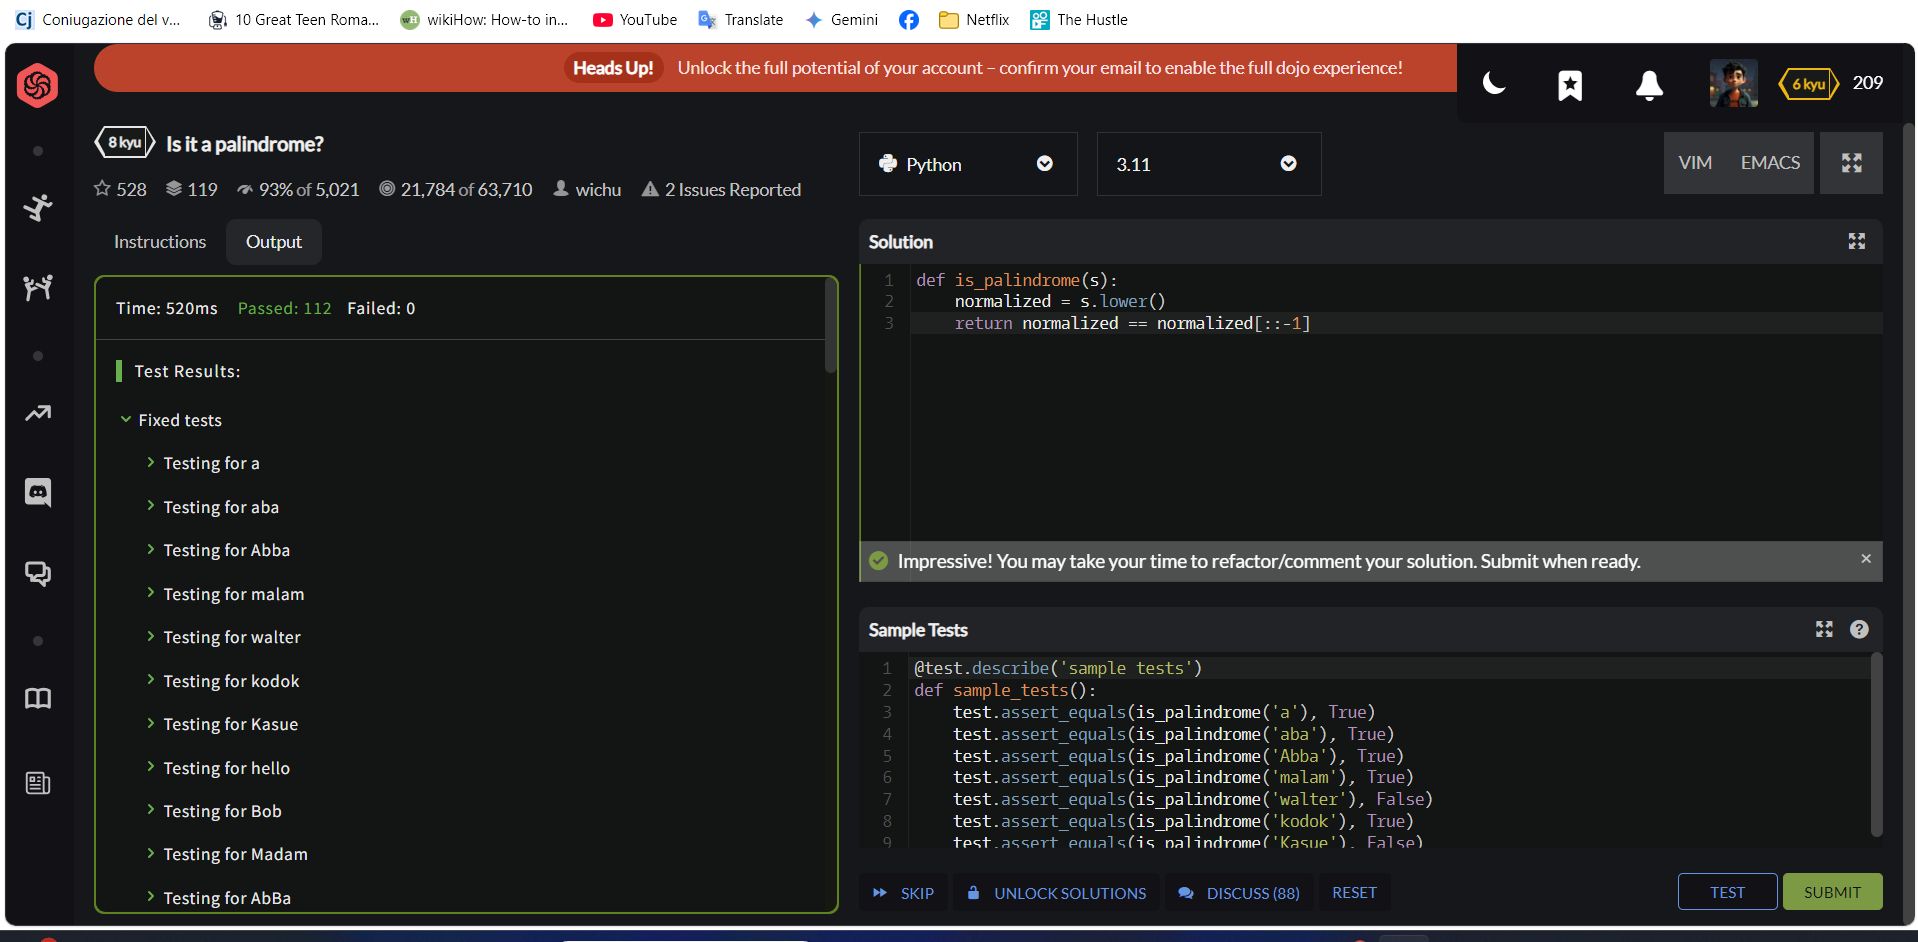 Cj Coniugazione del v... 10 Great Teen Roma... wH wikiHow: How-to in... YouTube Translate Gemini Netflix The Hustle
Heads Up! Unlock the full potential of your account – confirm your email to enable the full dojo experience!
6 kyu 209
8 kyu Is it a palindrome?
528 119 93% of 5,021 21,784 of 63,710 wichu 2 Issues Reported
Python 3.11 VIM EMACS
Instructions Output
Time: 520ms Passed: 112 Failed: 0
Test Results:
Fixed tests
Testing for a
Testing for aba
Testing for Abba
Testing for malam
Testing for walter
Testing for kodok
Testing for Kasue
Testing for hello
Testing for Bob
Testing for Madam
Testing for AbBa
Solution
1 def is_palindrome(s):
2     normalized = s.lower()
3     return normalized == normalized[::-1]
Impressive! You may take your time to refactor/comment your solution. Submit when ready. ×
Sample Tests ?
1 @test.describe('sample tests')
2 def sample_tests():
3     test.assert_equals(is_palindrome('a'), True)
4     test.assert_equals(is_palindrome('aba'), True)
5     test.assert_equals(is_palindrome('Abba'), True)
6     test.assert_equals(is_palindrome('malam'), True)
7     test.assert_equals(is_palindrome('walter'), False)
8     test.assert_equals(is_palindrome('kodok'), True)
9     test.assert_equals(is_palindrome('Kasue'), False)
SKIP UNLOCK SOLUTIONS DISCUSS (88) RESET TEST SUBMIT